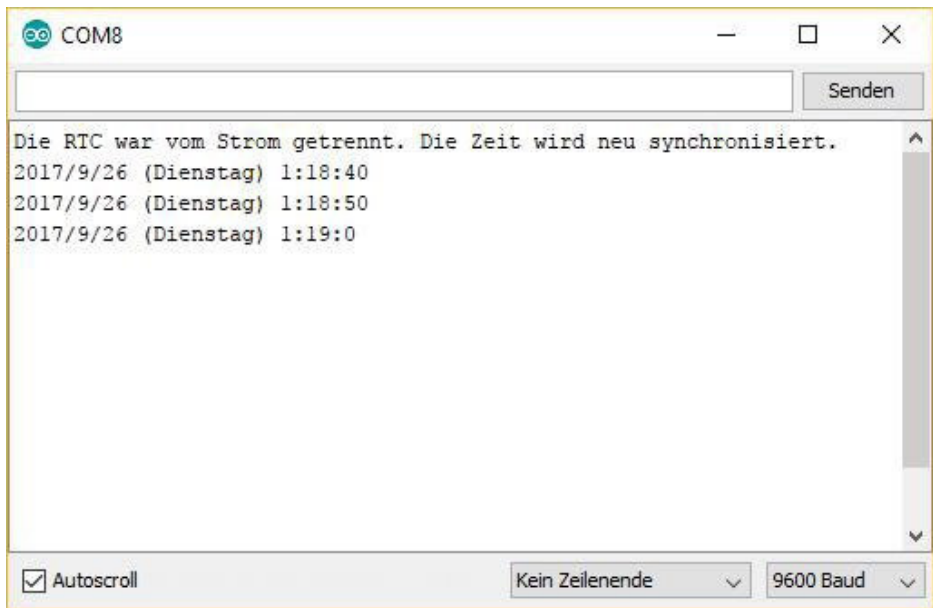 COM8
Senden
Die RTC war vom Strom getrennt. Die Zeit wird neu synchronisiert.
2017/9/26 (Dienstag) 1:18:40
2017/9/26 (Dienstag) 1:18:50
2017/9/26 (Dienstag) 1:19:0
Autoscroll
Kein Zeilenende
9600 Baud